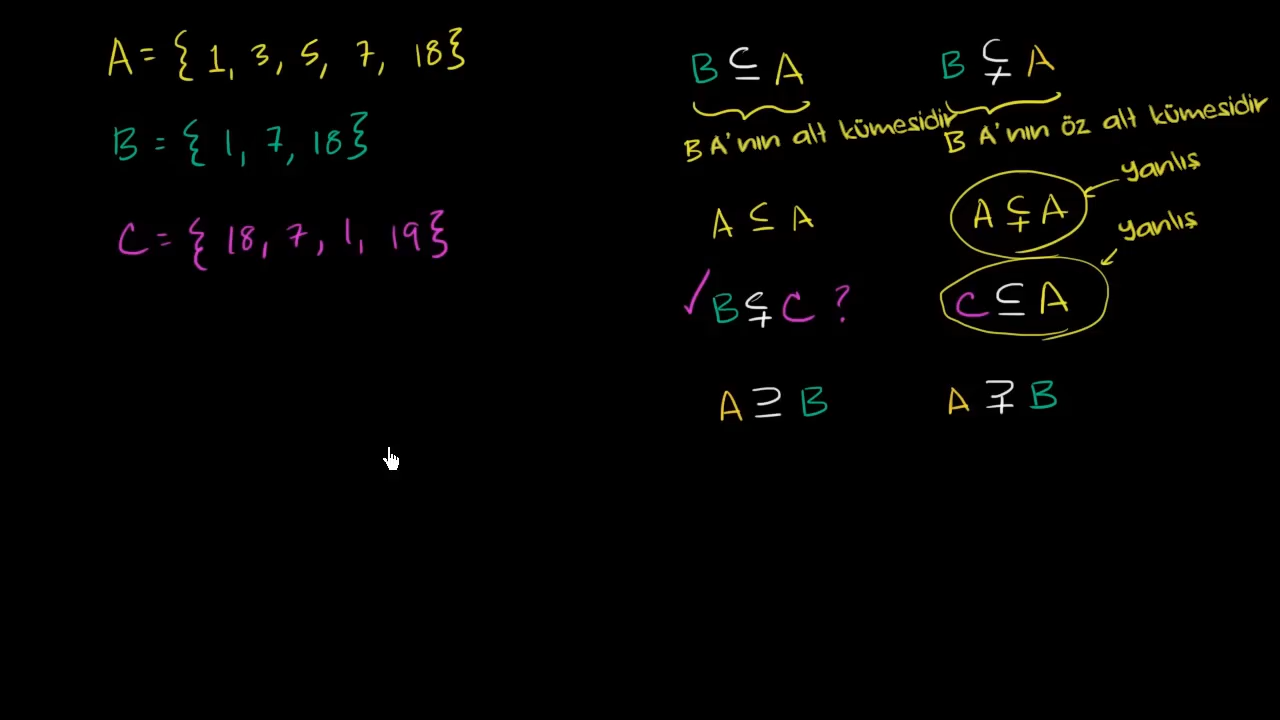 A = { 1, 3, 5, 7, 18}
B = { 1, 7, 18}
C = { 18, 7, 1, 19}
B ⊆ A
B A'nın alt kümesidir
B ⊊ A
B A'nın öz alt kümesidir
A ⊆ A
A ⊊ A
yanlış
✓ B ⊊ C ?
C ⊆ A
yanlış
A ⊇ B
A ⊋ B